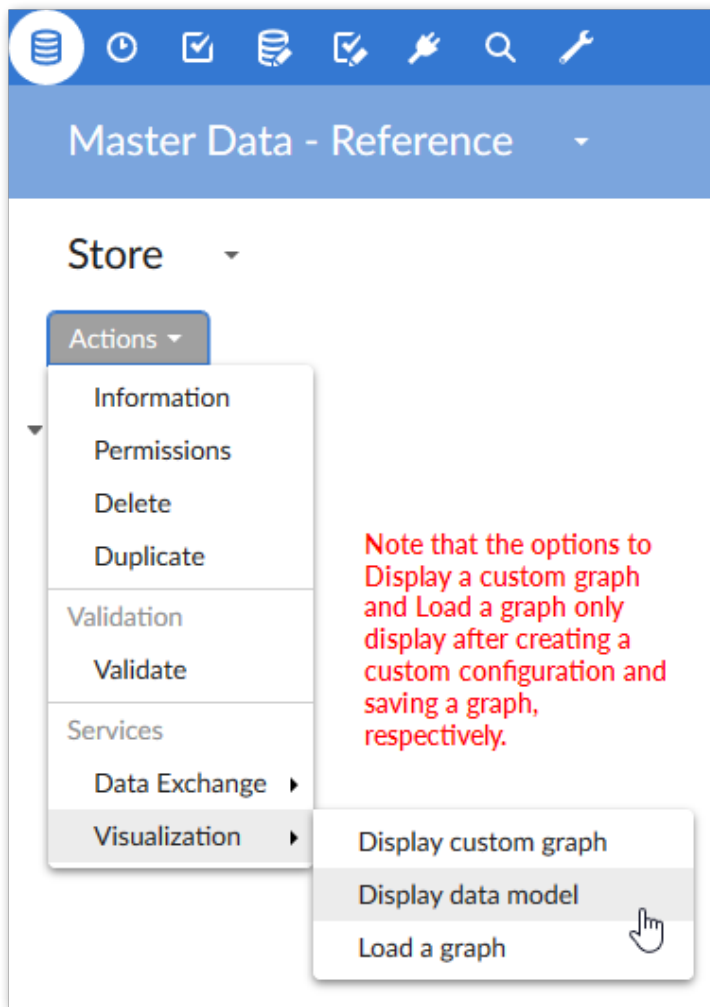 Master Data - Reference
Store
Actions
Information
Permissions
Delete
Duplicate
Validation
Validate
Services
Data Exchange
Visualization
Note that the options to
Display a custom graph
and Load a graph only
display after creating a
custom configuration and
saving a graph,
respectively.
Display custom graph
Display data model
Load a graph